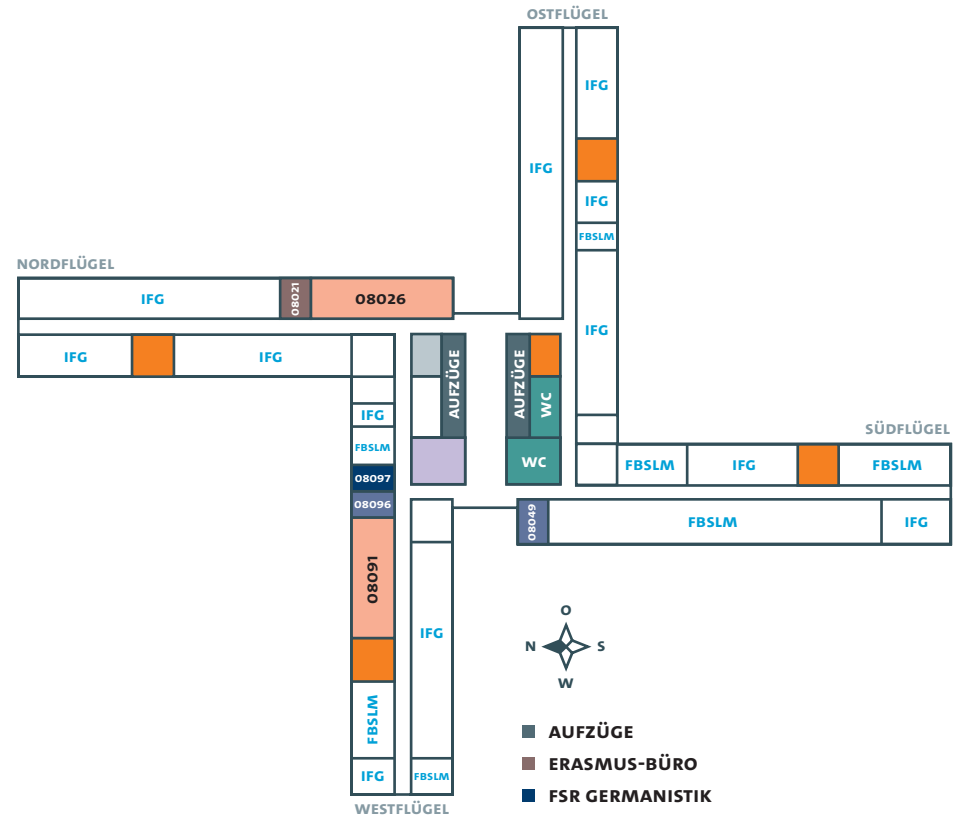 OSTFLÜGEL
IFG
IFG
IFG
FBSLM
NORDFLÜGEL
IFG
08021
08026
IFG
IFG
IFG
AUFZÜGE
AUFZÜGE
WC
WC
IFG
FBSLM
08097
08096
08091
FBSLM
IFG
IFG
FBSLM
WESTFLÜGEL
SÜDFLÜGEL
FBSLM
IFG
FBSLM
08049
FBSLM
IFG
O
N
S
W
AUFZÜGE
ERASMUS-BÜRO
FSR GERMANISTIK